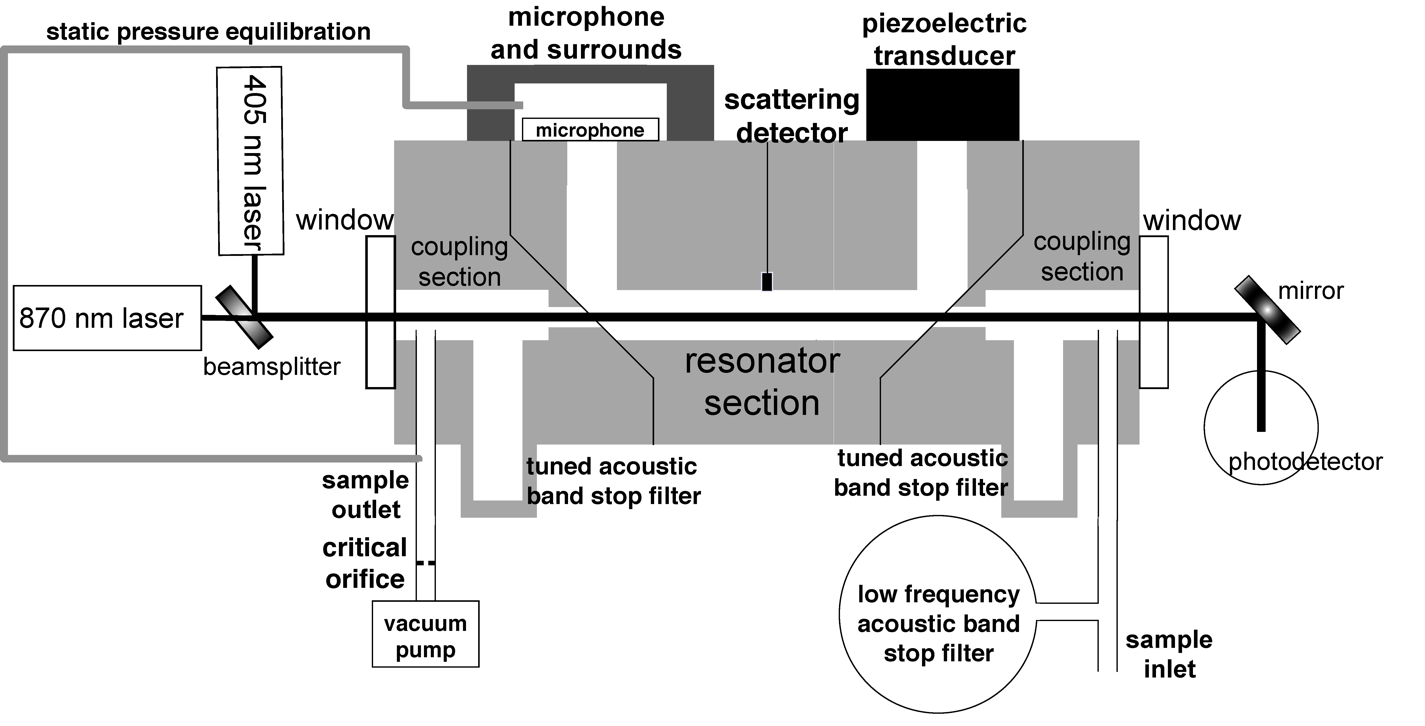 static pressure equilibration
microphone
and surrounds
piezoelectric
transducer
405 nm laser
microphone
scattering
detector
window
coupling
section
coupling
section
window
870 nm laser
beamsplitter
mirror
resonator
section
photodetector
tuned acoustic
band stop filter
tuned acoustic
band stop filter
sample
outlet
critical
orifice
vacuum
pump
low frequency
acoustic band
stop filter
sample
inlet